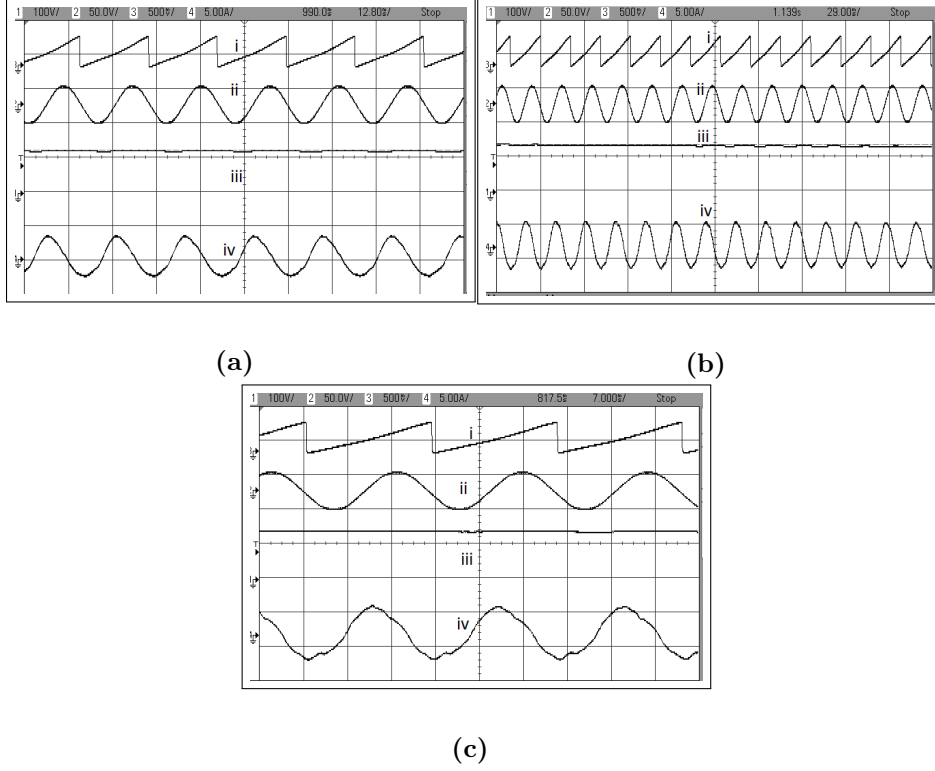 1 100V/ 2 50.0V/ 3 500▽/ 4 5.00A/ 990.0▽ 12.80▽/ Stop
i
ii
T
iii
iv
1 100V/ 2 50.0V/ 3 500▽/ 4 5.00A/ 1.139s 29.00▽/ Stop
i
ii
iii
T
iv
(a)
(b)
1 100V/ 2 50.0V/ 3 500▽/ 4 5.00A/ 817.5▽ 7.000▽/ Stop
i
ii
T
iii
iv
(c)